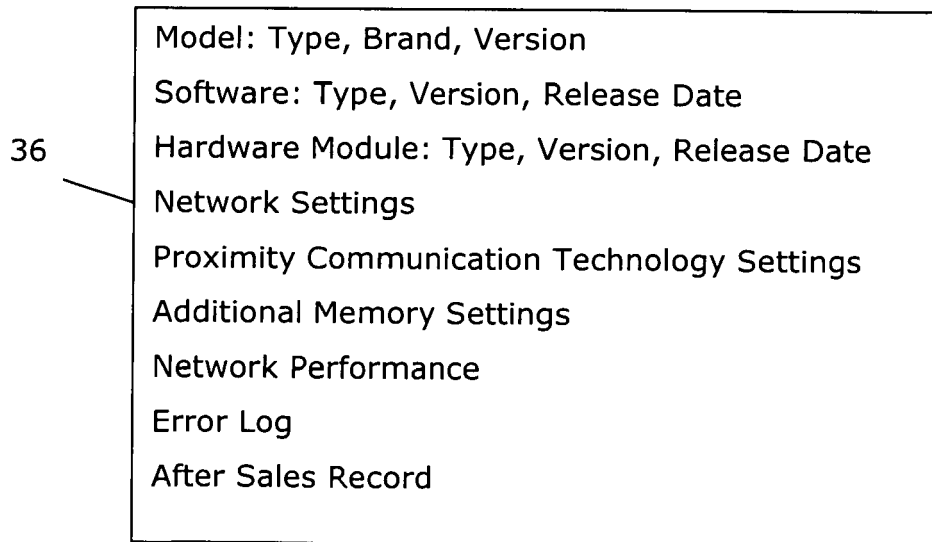 Model: Type, Brand, Version
Software: Type, Version, Release Date
36
Hardware Module: Type, Version, Release Date
Network Settings
Proximity Communication Technology Settings
Additional Memory Settings
Network Performance
Error Log
After Sales Record